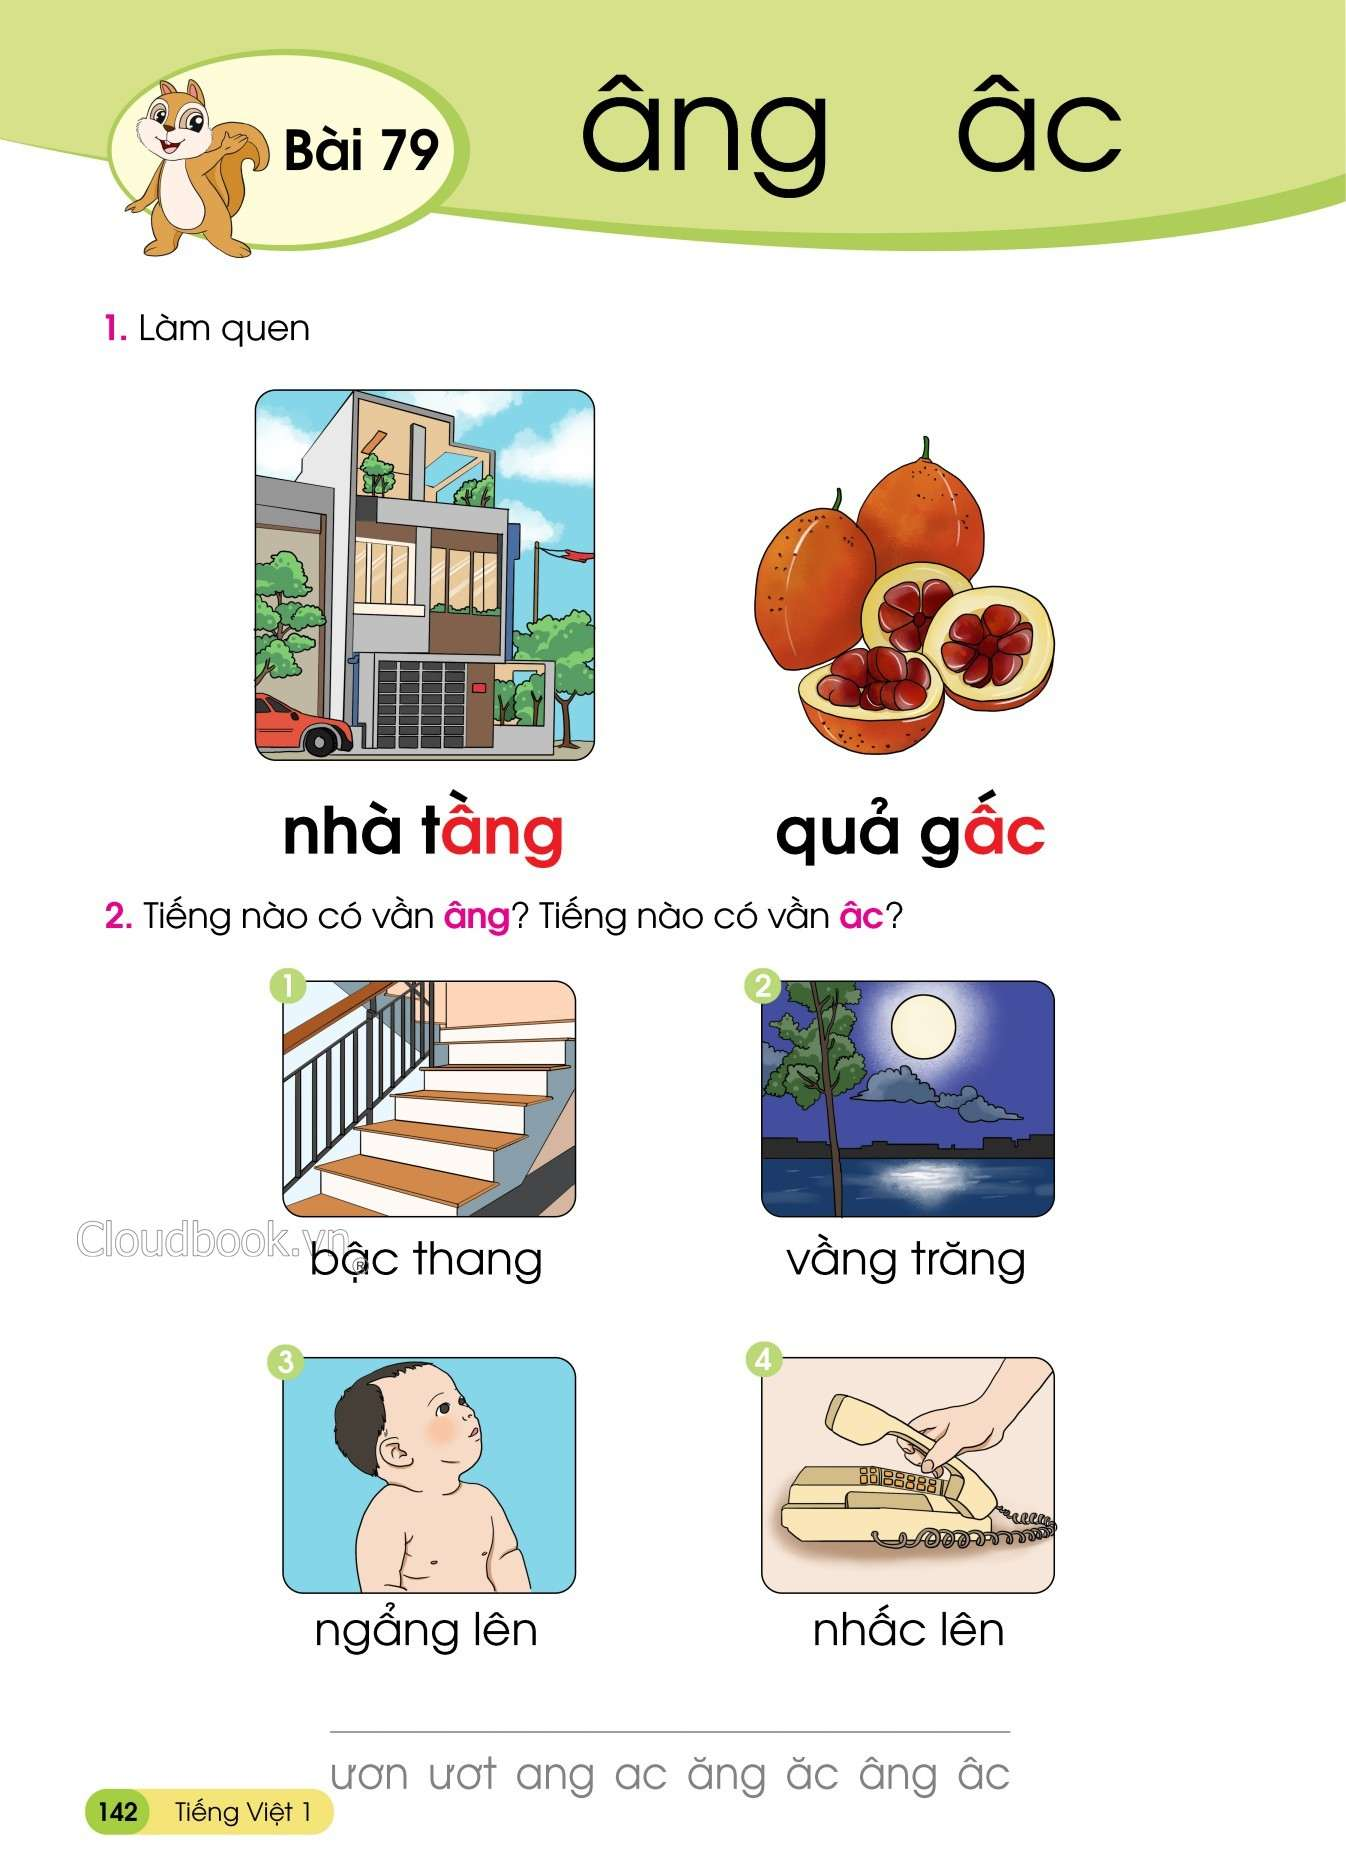 Bài 79
âng âc
1. Làm quen
nhà tầng
quả gấc
2. Tiếng nào có vần âng? Tiếng nào có vần âc?
1
2
Cloudbook.vn®
bậc thang
vầng trăng
3
4
ngẩng lên
nhấc lên
ươn ươt ang ac ăng ăc âng âc
142 Tiếng Việt 1